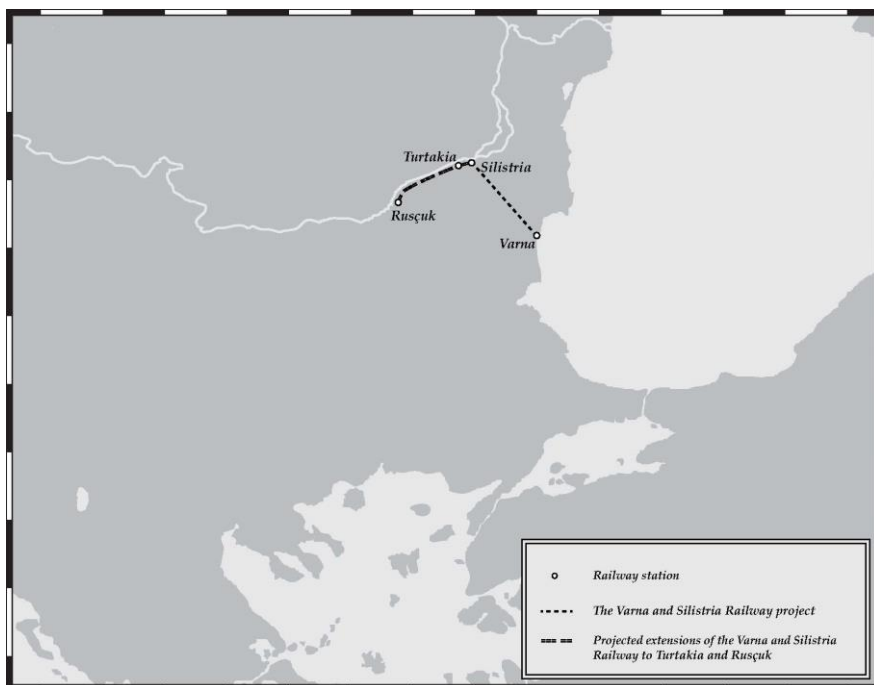 Turtakia
Silistria
Rusçuk
Varna
Railway station
The Varna and Silistria Railway project
Projected extensions of the Varna and Silistria
Railway to Turtakia and Rusçuk